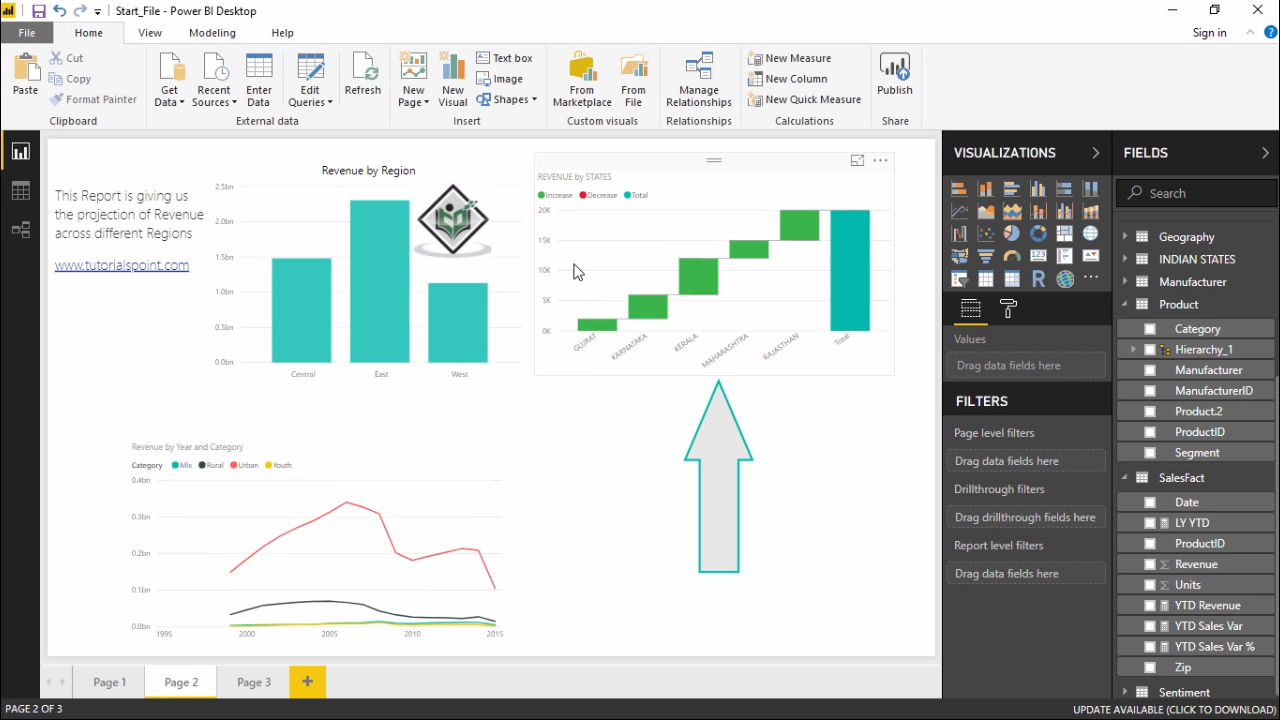 Start_File - Power BI Desktop
File
Home
View
Modeling
Help
Sign in
Paste
Cut
Copy
Format Painter
Clipboard
Get Data
Recent Sources
Enter Data
Edit Queries
Refresh
External data
New Page
New Visual
Text box
Image
Shapes
Insert
From Marketplace
From File
Custom visuals
Manage Relationships
Relationships
New Measure
New Column
New Quick Measure
Calculations
Publish
Share
This Report is giving us
the projection of Revenue
across different Regions
www.tutorialspoint.com
Revenue by Region
2.5bn
2.0bn
1.5bn
1.0bn
0.5bn
0.0bn
Central
East
West
REVENUE by STATES
Increase
Decrease
Total
20K
15K
10K
5K
0K
GUJRAT
KARNATAKA
KERALA
MAHARASHTRA
RAJASTHAN
Total
Revenue by Year and Category
Category
Mix
Rural
Urban
Youth
0.4bn
0.3bn
0.2bn
0.1bn
0.0bn
1995
2000
2005
2010
2015
VISUALIZATIONS
123
R
Values
Drag data fields here
FILTERS
Page level filters
Drag data fields here
Drillthrough filters
Drag drillthrough fields here
Report level filters
Drag data fields here
FIELDS
Search
Geography
INDIAN STATES
Manufacturer
Product
Category
Hierarchy_1
Manufacturer
ManufacturerID
Product.2
ProductID
Segment
SalesFact
Date
LY YTD
ProductID
Revenue
Units
YTD Revenue
YTD Sales Var
YTD Sales Var %
Zip
Sentiment
Page 1
Page 2
Page 3
PAGE 2 OF 3
UPDATE AVAILABLE (CLICK TO DOWNLOAD)